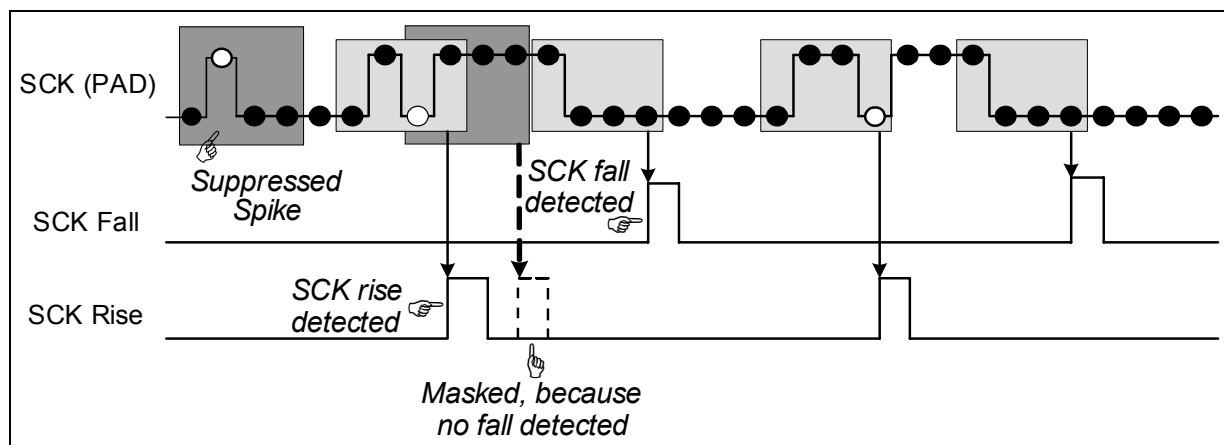 SCK (PAD)
Suppressed
Spike
SCK fall
detected
SCK Fall
SCK rise
detected
SCK Rise
Masked, because
no fall detected